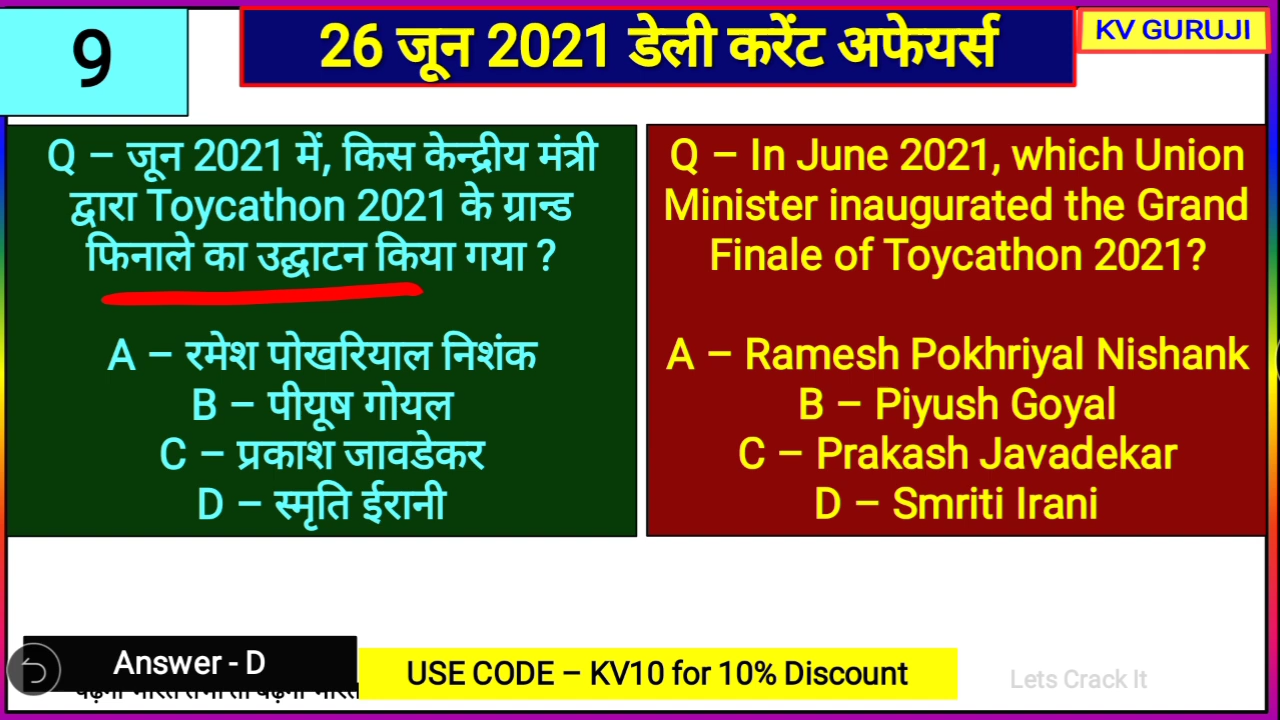 9
26 जून 2021 डेली करेंट अफेयर्स
KV GURUJI
Q – जून 2021 में, किस केन्द्रीय मंत्री
द्वारा Toycathon 2021 के ग्रान्ड
फिनाले का उद्घाटन किया गया ?
A – रमेश पोखरियाल निशंक
B – पीयूष गोयल
C – प्रकाश जावडेकर
D – स्मृति ईरानी
Q – In June 2021, which Union
Minister inaugurated the Grand
Finale of Toycathon 2021?
A – Ramesh Pokhriyal Nishank
B – Piyush Goyal
C – Prakash Javadekar
D – Smriti Irani
Answer - D
USE CODE – KV10 for 10% Discount
Lets Crack It